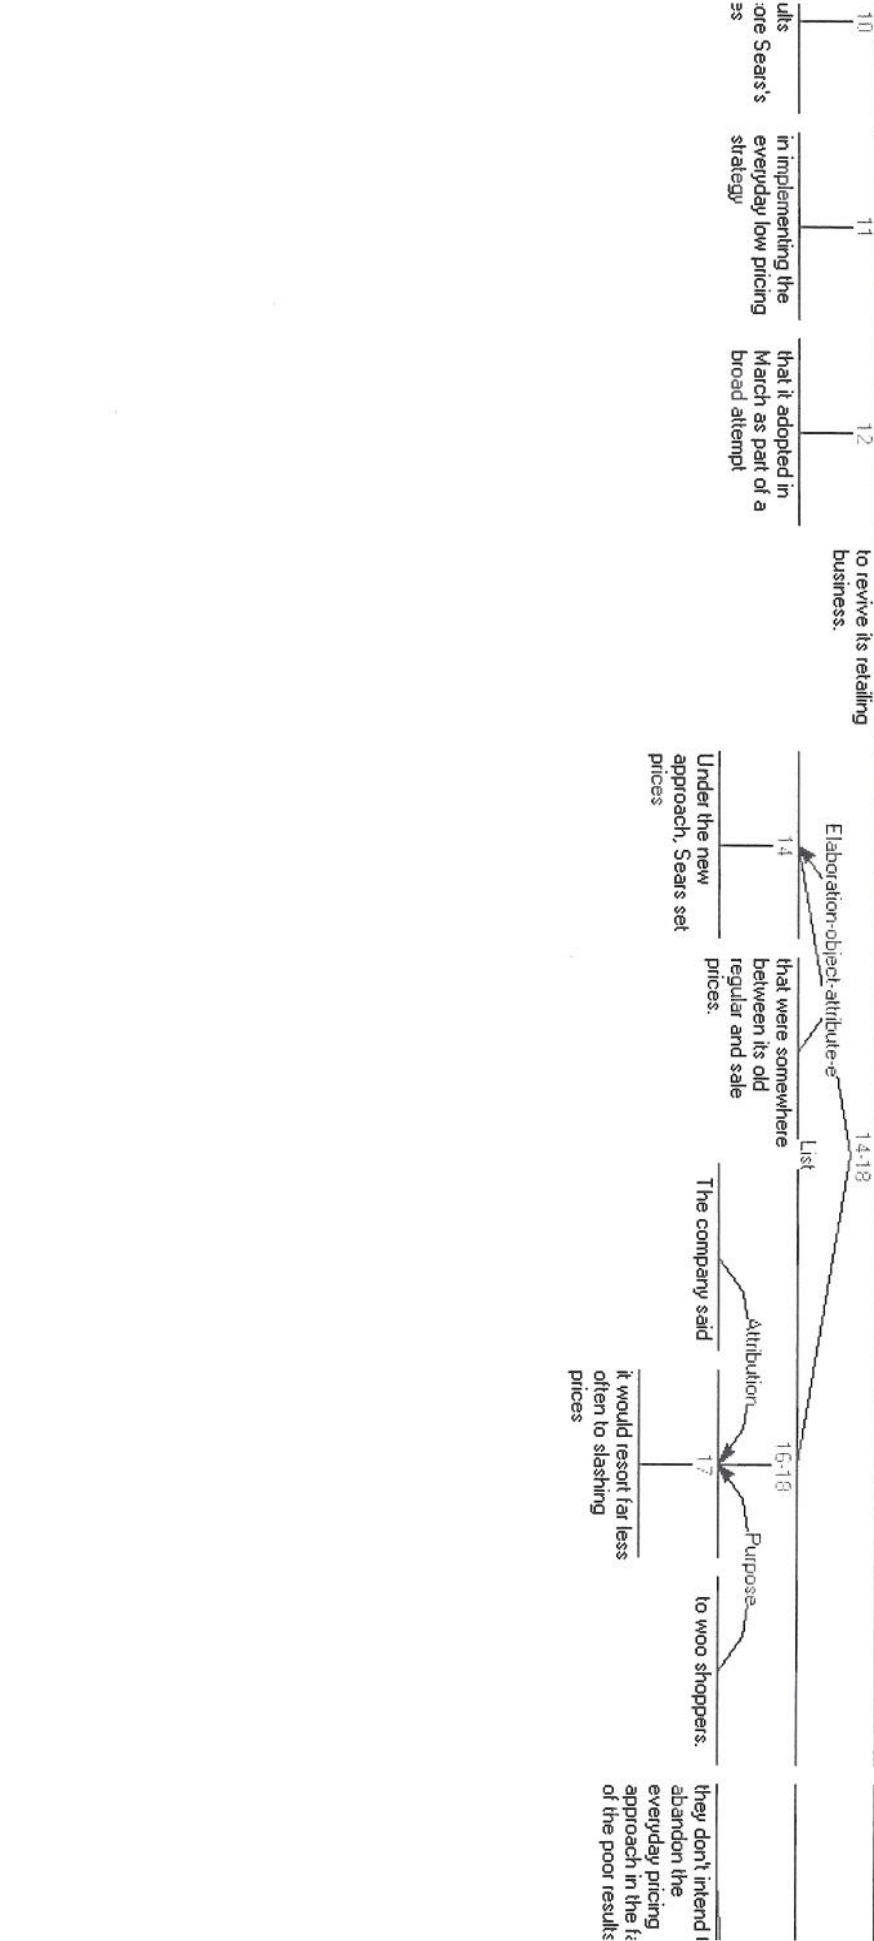 10
ults
ore Sears's
es
11
in implementing the
everyday low pricing
strategy
12
that it adopted in
March as part of a
broad attempt
to revive its retailing
business.
14-18
Elaboration-object-attribute-e
List
14
Under the new
approach, Sears set
prices
that were somewhere
between its old
regular and sale
prices.
16-18
Attribution
Purpose
The company said
17
it would resort far less
often to slashing
prices
to woo shoppers.
they don't intend
abandon the
everyday pricing
approach in the
of the poor results